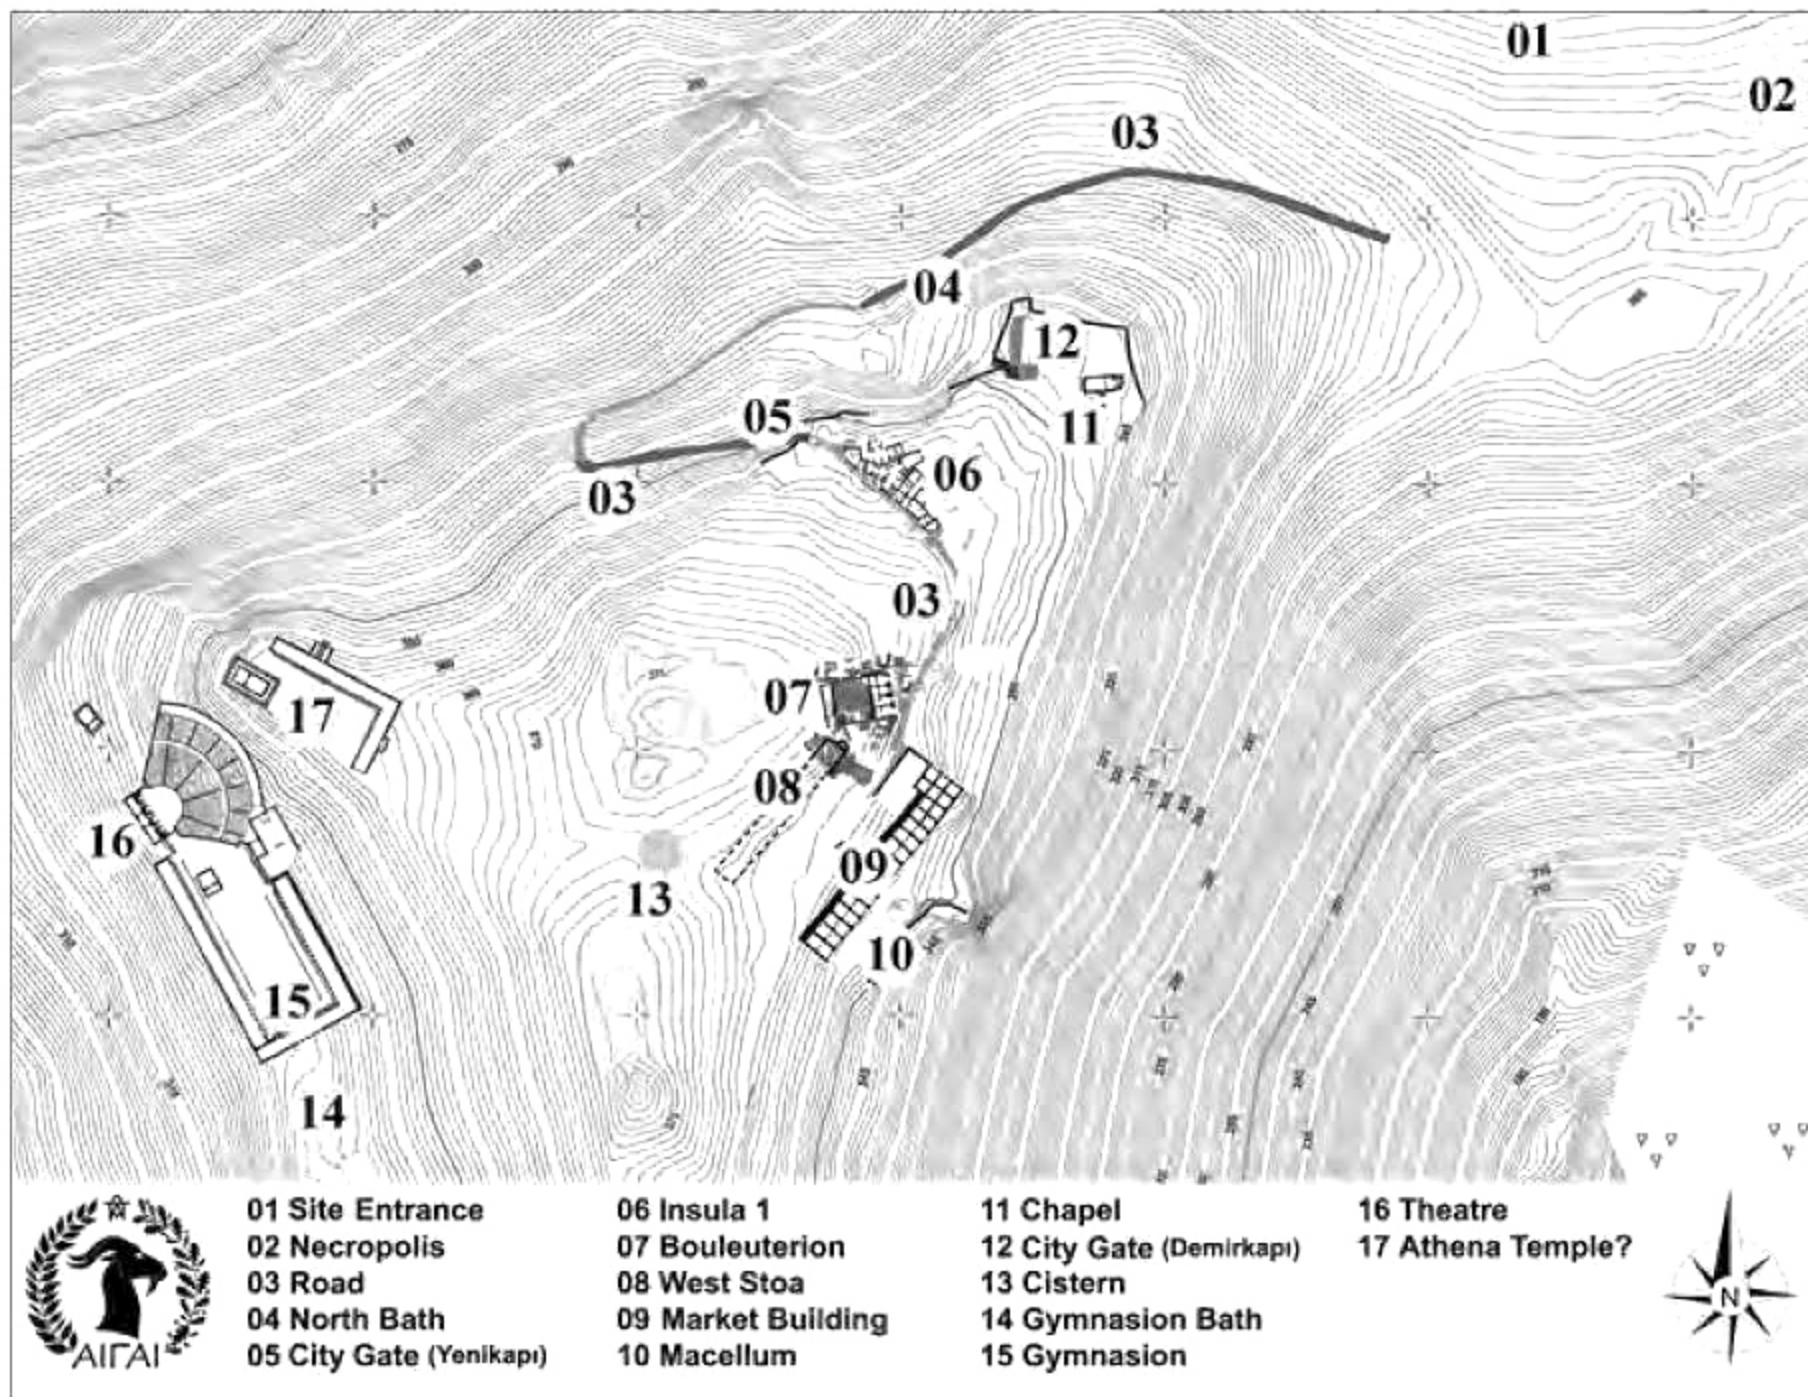 01
02
03
04
12
05
11
06
03
03
07
17
08
16
09
13
10
15
14
01 Site Entrance
02 Necropolis
03 Road
04 North Bath
05 City Gate (Yenikapı)
06 Insula 1
07 Bouleuterion
08 West Stoa
09 Market Building
10 Macellum
11 Chapel
12 City Gate (Demirkapı)
13 Cistern
14 Gymnasion Bath
15 Gymnasion
16 Theatre
17 Athena Temple?
ΑΙΓΑΙ
N